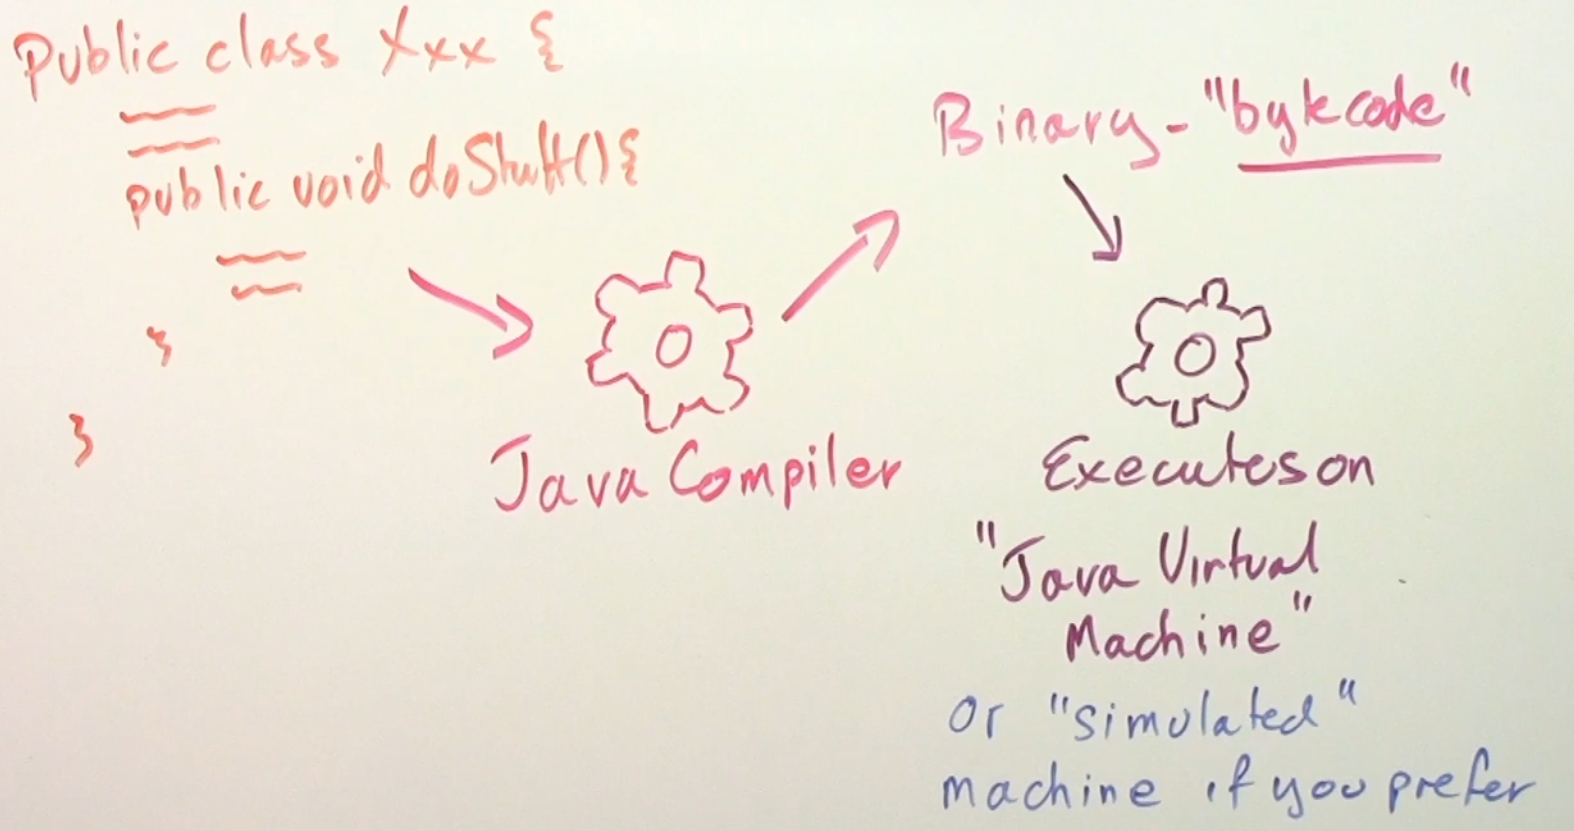 Public class Xxx {
public void doStuff(){
}
}
Java Compiler
Binary - "bytecode"
Executes on
"Java Virtual
Machine"
or "simulated"
machine if you prefer